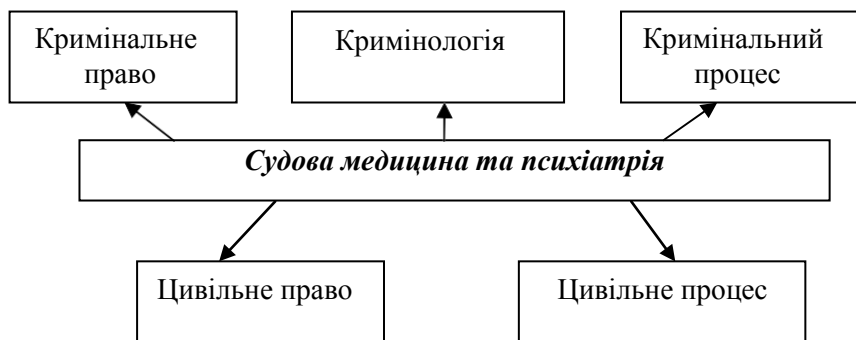 Кримінальне
право
Кримінологія
Кримінальний
процес
Судова медицина та психіатрія
Цивільне право
Цивільне процес